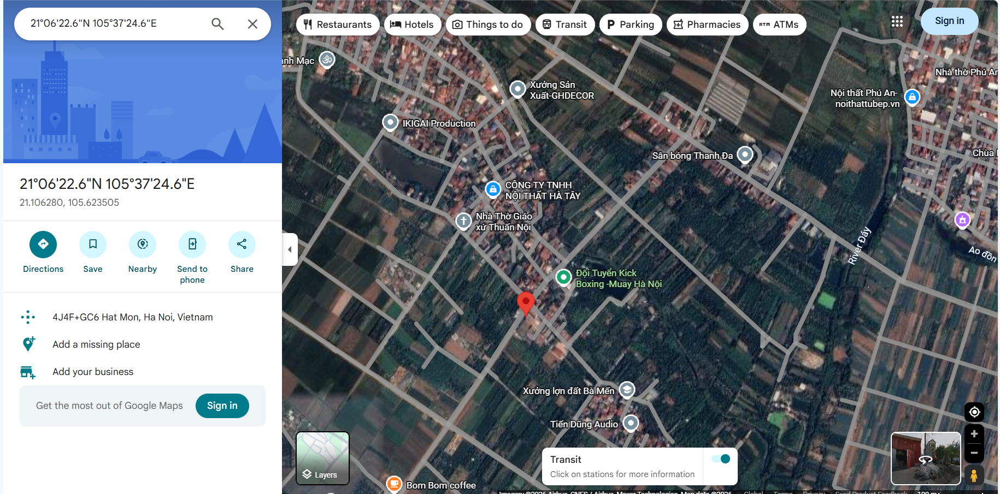 21°06'22.6"N 105°37'24.6"E
Restaurants
Hotels
Things to do
Transit
Parking
Pharmacies
ATM ATMs
Sign in
21°06'22.6"N 105°37'24.6"E
21.106280, 105.623505
Directions
Save
Nearby
Send to
phone
Share
4J4F+GC6 Hat Mon, Ha Noi, Vietnam
Add a missing place
Add your business
Get the most out of Google Maps
Sign in
Mạc
Xưởng Sản
Xuất-GHDECOR
Nhà thờ Phú
Nội thất Phú An-
noithattubep.vn
IKIGAI Production
Sân bóng Thanh Đa
Chùa
CÔNG TY TNHH
NỘI THẤT HÀ TÂY
Nhà Thờ Giáo
xứ Thuấn Nội
River Đáy
Ao đồn
Đội Tuyển Kick
Boxing -Muay Hà Nội
Xưởng lợn đất Bà Mến
Tiến Dũng Audio
Layers
Transit
Click on stations for more information
Bom Bom coffee